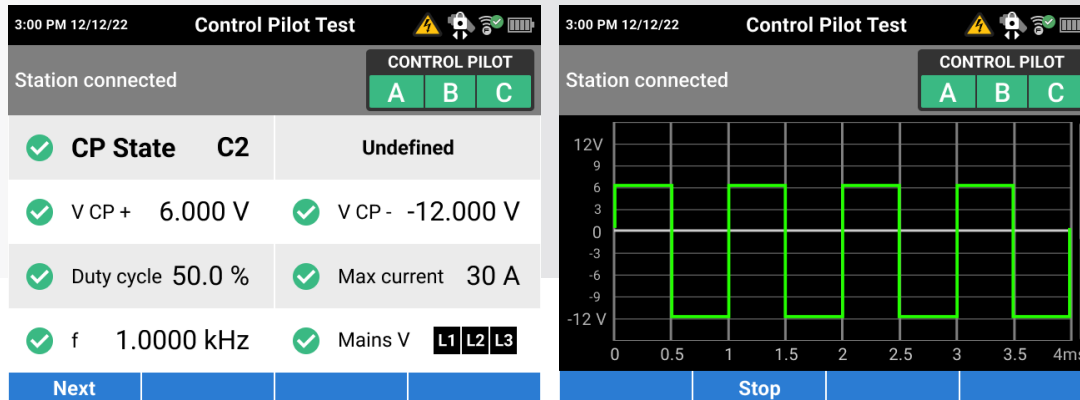 3:00 PM 12/12/22 Control Pilot Test
Station connected
CONTROL PILOT
A B C
CP State C2 Undefined
V CP + 6.000 V V CP - -12.000 V
Duty cycle 50.0 % Max current 30 A
f 1.0000 kHz Mains V L1 L2 L3
Next
3:00 PM 12/12/22 Control Pilot Test
Station connected
CONTROL PILOT
A B C
12V
9
6
3
0
-3
-6
-9
-12 V
0 0.5 1 1.5 2 2.5 3 3.5 4ms
Stop